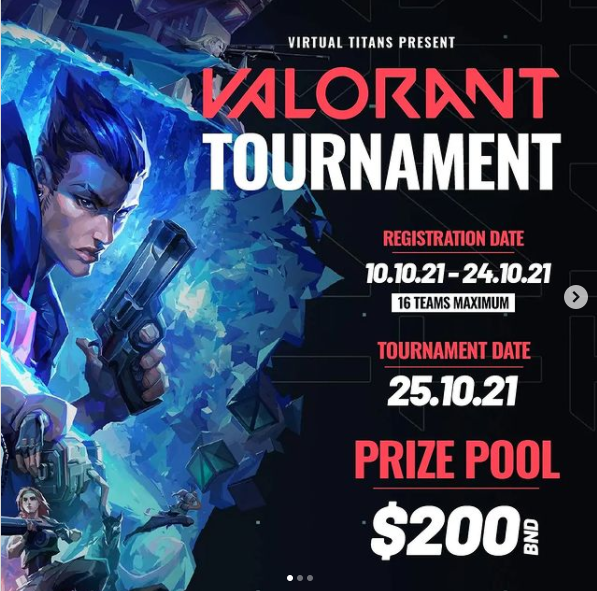 VIRTUAL TITANS PRESENT
VALORANT
TOURNAMENT
REGISTRATION DATE
10.10.21 - 24.10.21
16 TEAMS MAXIMUM
TOURNAMENT DATE
25.10.21
PRIZE POOL
$200 BND